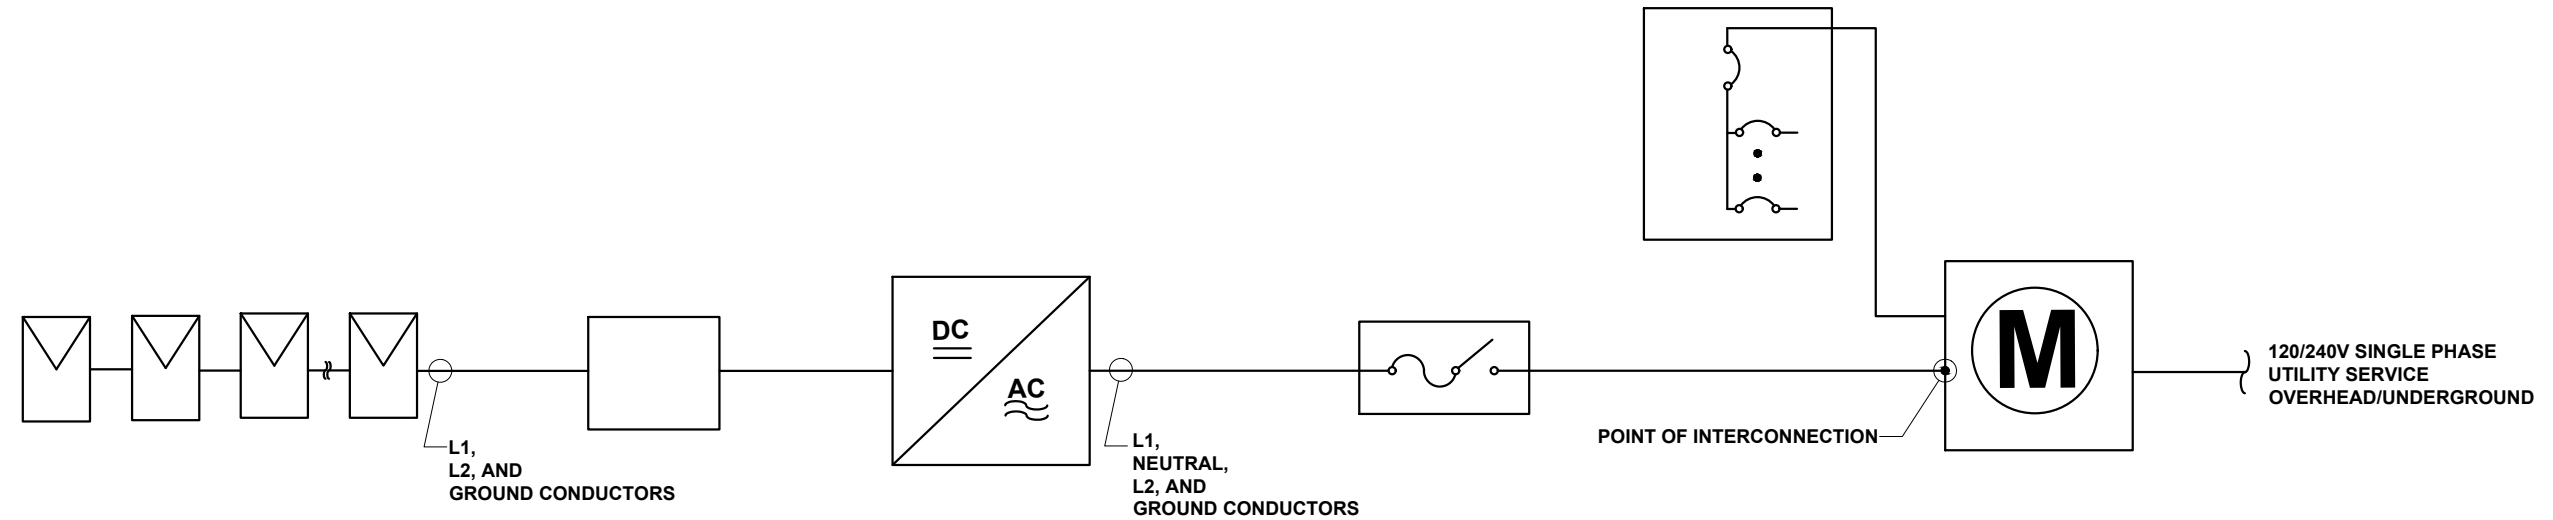 DC
AC
L1,
L2, AND
GROUND CONDUCTORS
L1,
NEUTRAL,
L2, AND
GROUND CONDUCTORS
POINT OF INTERCONNECTION
M
120/240V SINGLE PHASE
UTILITY SERVICE
OVERHEAD/UNDERGROUND